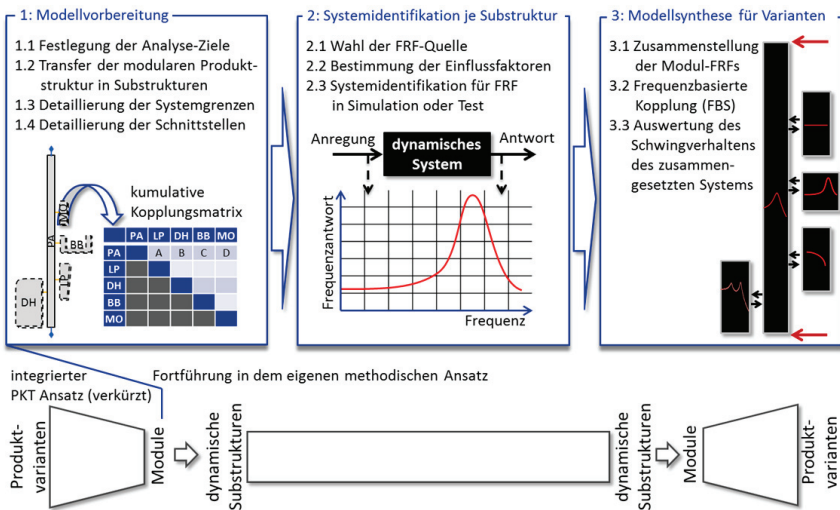 1: Modellvorbereitung
1.1 Festlegung der Analyse-Ziele
1.2 Transfer der modularen Produkt-
struktur in Substrukturen
1.3 Detaillierung der Systemgrenzen
1.4 Detaillierung der Schnittstellen
kumulative
Kopplungsmatrix
MO
PA
BB
LP
DH
PA LP DH BB MO
PA A B C D
LP
DH
BB
MO
2: Systemidentifikation je Substruktur
2.1 Wahl der FRF-Quelle
2.2 Bestimmung der Einflussfaktoren
2.3 Systemidentifikation für FRF
in Simulation oder Test
Anregung
dynamisches
System
Antwort
Frequenzantwort
Frequenz
3: Modellsynthese für Varianten
3.1 Zusammenstellung
der Modul-FRFs
3.2 Frequenzbasierte
Kopplung (FBS)
3.3 Auswertung des
Schwingverhaltens
des zusammen-
gesetzten Systems
integrierter
PKT Ansatz (verkürzt)
Fortführung in dem eigenen methodischen Ansatz
Produkt-
varianten
Module
dynamische
Substrukturen
dynamische
Substrukturen
Module
Produkt-
varianten